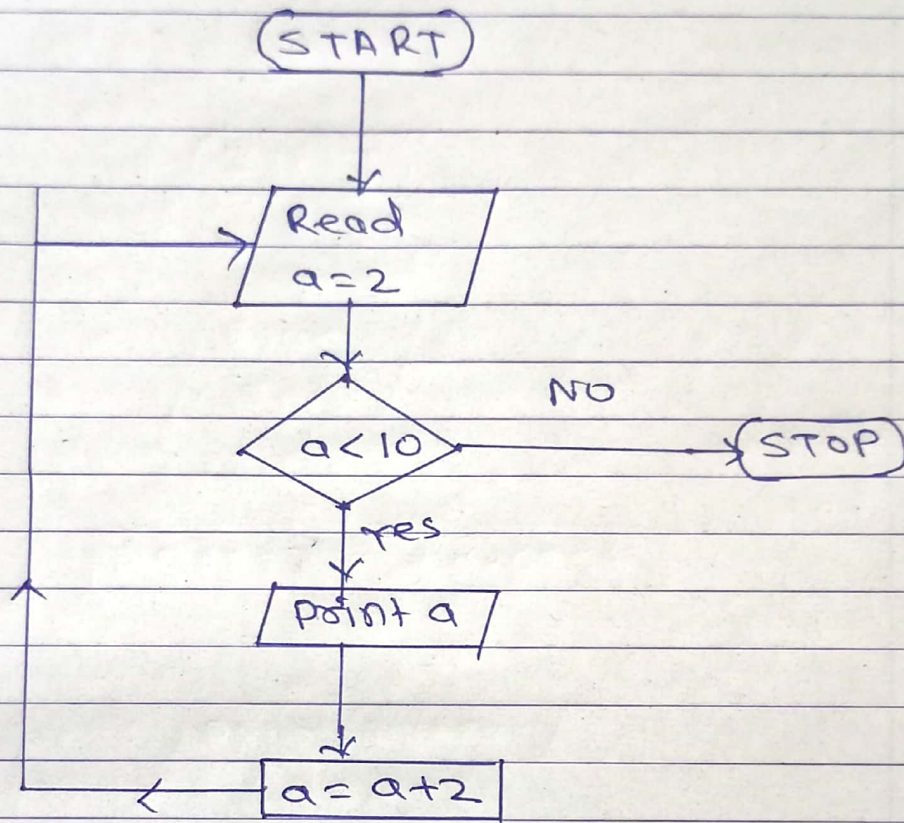 START
Read
a=2
a<10
NO
STOP
yes
print a
a= a+2